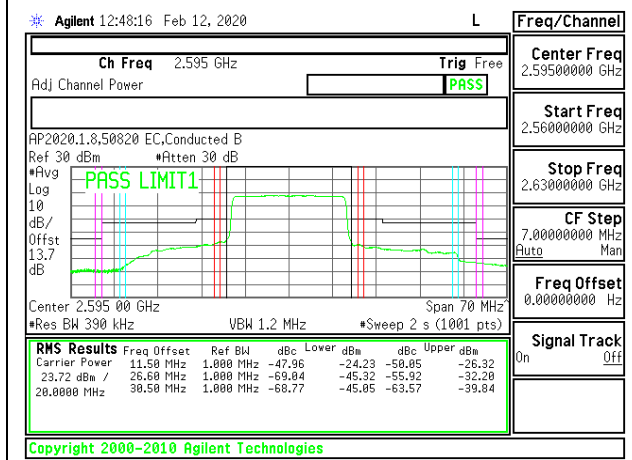 Agilent 12:48:16 Feb 12, 2020 L
Freq/Channel
Ch Freq 2.595 GHz Trig Free
Adj Channel Power PASS
Center Freq
2.59500000 GHz
Start Freq
2.56000000 GHz
Stop Freq
2.63000000 GHz
CF Step
7.00000000 MHz
Auto Man
Freq Offset
0.00000000 Hz
Signal Track
On Off
AP2020.1.8,50820 EC,Conducted B
Ref 30 dBm #Atten 30 dB
#Avg
Log
10
dB/
Offst
13.7
dB
PASS LIMIT1
Center 2.595 00 GHz Span 70 MHz^
#Res BW 390 kHz VBW 1.2 MHz #Sweep 2 s (1001 pts)
RMS Results Freq Offset Ref BW dBc Lower dBm dBc Upper dBm
Carrier Power 11.50 MHz 1.000 MHz -47.96 -24.23 -50.05 -26.32
23.72 dBm / 26.60 MHz 1.000 MHz -69.04 -45.32 -55.92 -32.20
20.0000 MHz 30.50 MHz 1.000 MHz -68.77 -45.05 -63.57 -39.84
Copyright 2000-2010 Agilent Technologies